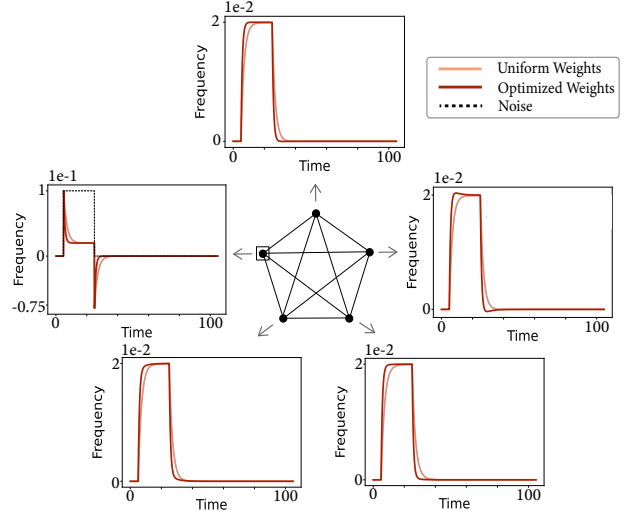 2 1e-2
Frequency
0
0 100
Time
Uniform Weights
Optimized Weights
Noise
1e-1
1
Frequency
0
-0.75
0 100
Time
1e-2
2
Frequency
0
0 100
Time
1e-2
2
Frequency
0
0 100
Time
1e-2
2
Frequency
0
0 100
Time